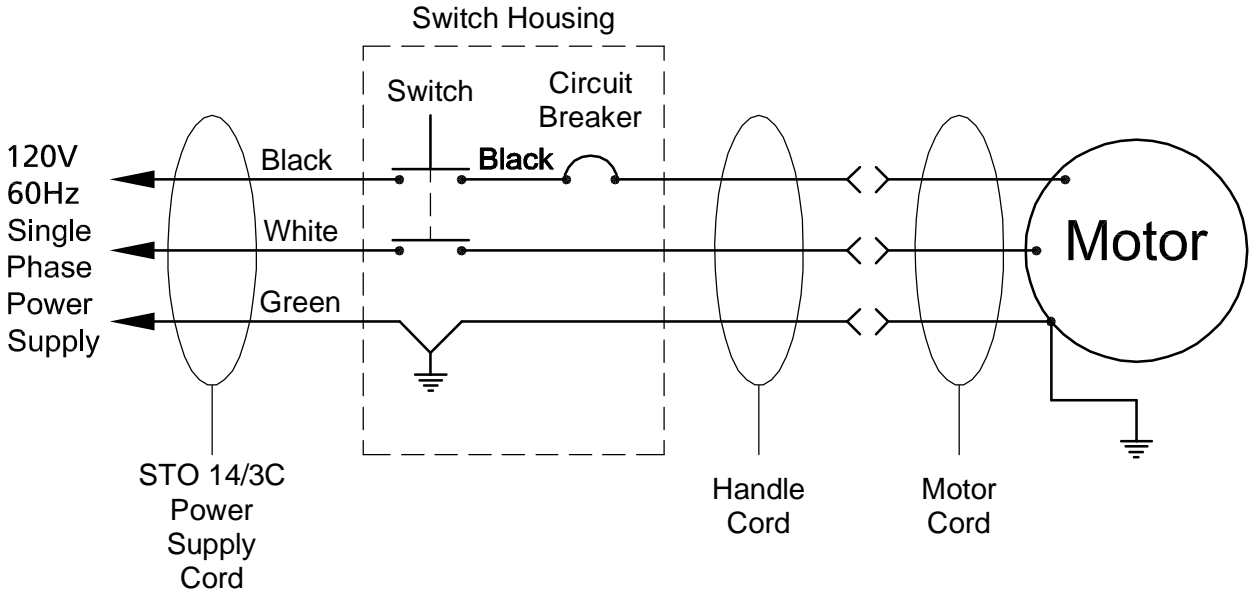 Switch Housing
Switch
Circuit
Breaker
120V
60Hz
Single
Phase
Power
Supply
Black
Black
White
Green
Motor
STO 14/3C
Power
Supply
Cord
Handle
Cord
Motor
Cord